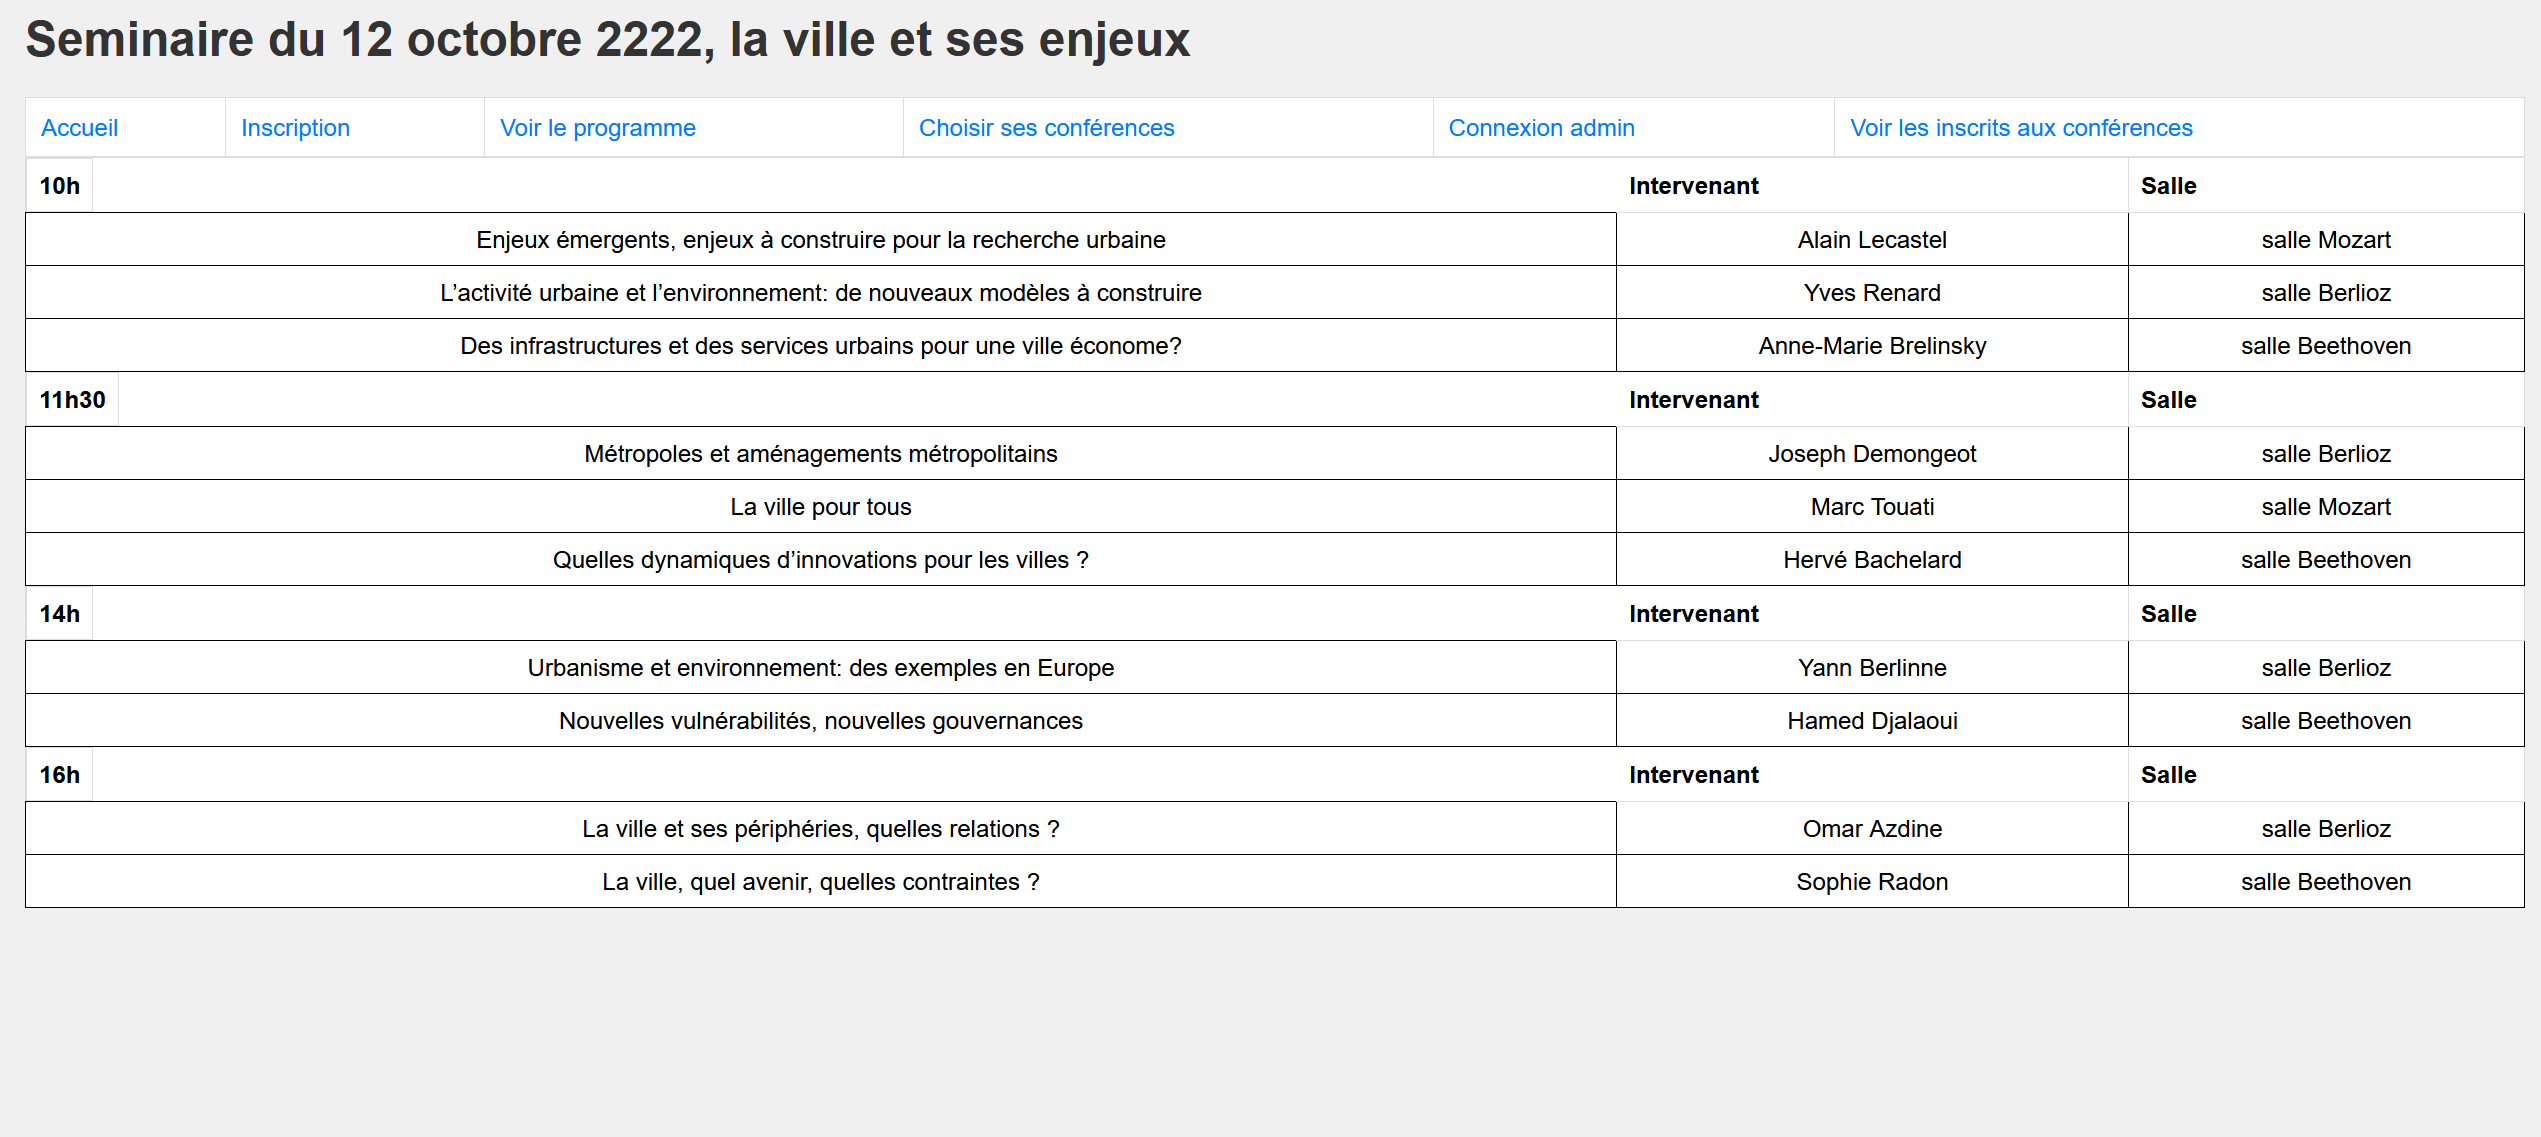 Seminaire du 12 octobre 2222, la ville et ses enjeux
Accueil Inscription Voir le programme Choisir ses conférences Connexion admin Voir les inscrits aux conférences
10h Intervenant Salle
Enjeux émergents, enjeux à construire pour la recherche urbaine Alain Lecastel salle Mozart
L’activité urbaine et l’environnement: de nouveaux modèles à construire Yves Renard salle Berlioz
Des infrastructures et des services urbains pour une ville économe? Anne-Marie Brelinsky salle Beethoven
11h30 Intervenant Salle
Métropoles et aménagements métropolitains Joseph Demongeot salle Berlioz
La ville pour tous Marc Touati salle Mozart
Quelles dynamiques d’innovations pour les villes ? Hervé Bachelard salle Beethoven
14h Intervenant Salle
Urbanisme et environnement: des exemples en Europe Yann Berlinne salle Berlioz
Nouvelles vulnérabilités, nouvelles gouvernances Hamed Djalaoui salle Beethoven
16h Intervenant Salle
La ville et ses périphéries, quelles relations ? Omar Azdine salle Berlioz
La ville, quel avenir, quelles contraintes ? Sophie Radon salle Beethoven